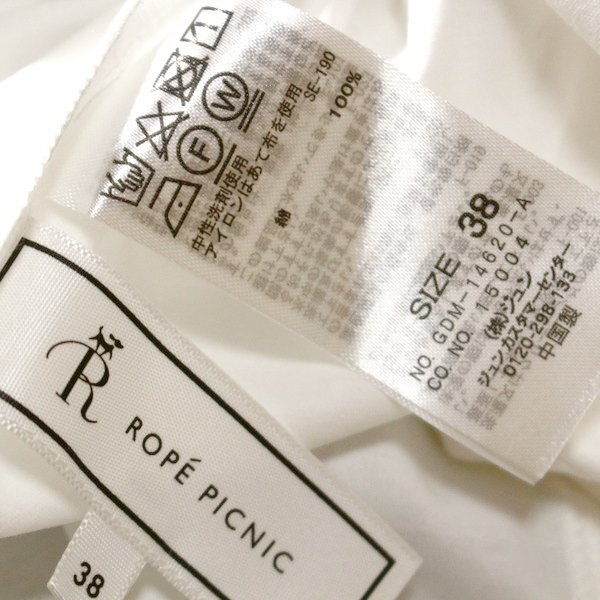 中性洗剤使用
アイロンはあて布を使用
SE-190
綿
100%
SIZE 38
NO. GDM-14620-A03
CO. NO. 15004
(株)ジュン
ジュンカスタマーセンター
0120-298-133
中国製
F
W
R
ROPÉ PICNIC
38